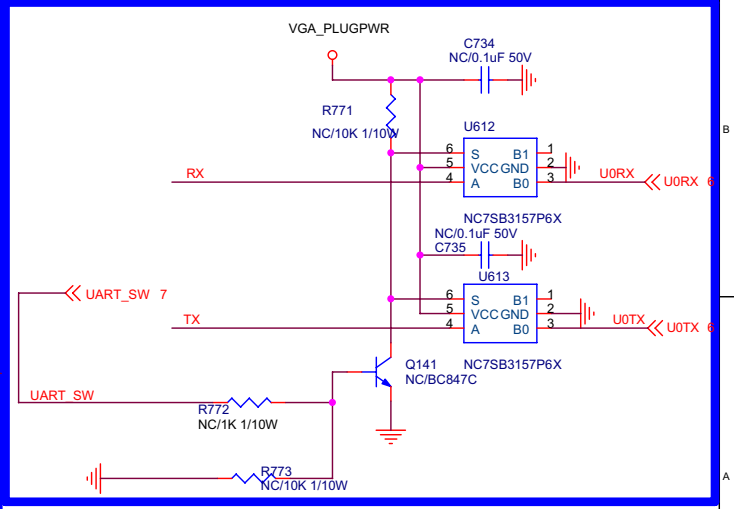 VGA_PLUGPWR
C734
NC/0.1uF 50V
R771
NC/10K 1/10W
U612
B
6 S B1 1
5 VCC GND 2
4 A B0 3
RX
U0RX
U0RX 6
NC7SB3157P6X
NC/0.1uF 50V
C735
U613
6 S B1 1
5 VCC GND 2
4 A B0 3
UART_SW 7
TX
U0TX
U0TX 6
Q141
NC/BC847C
NC7SB3157P6X
UART_SW
R772
NC/1K 1/10W
R773
NC/10K 1/10W
A